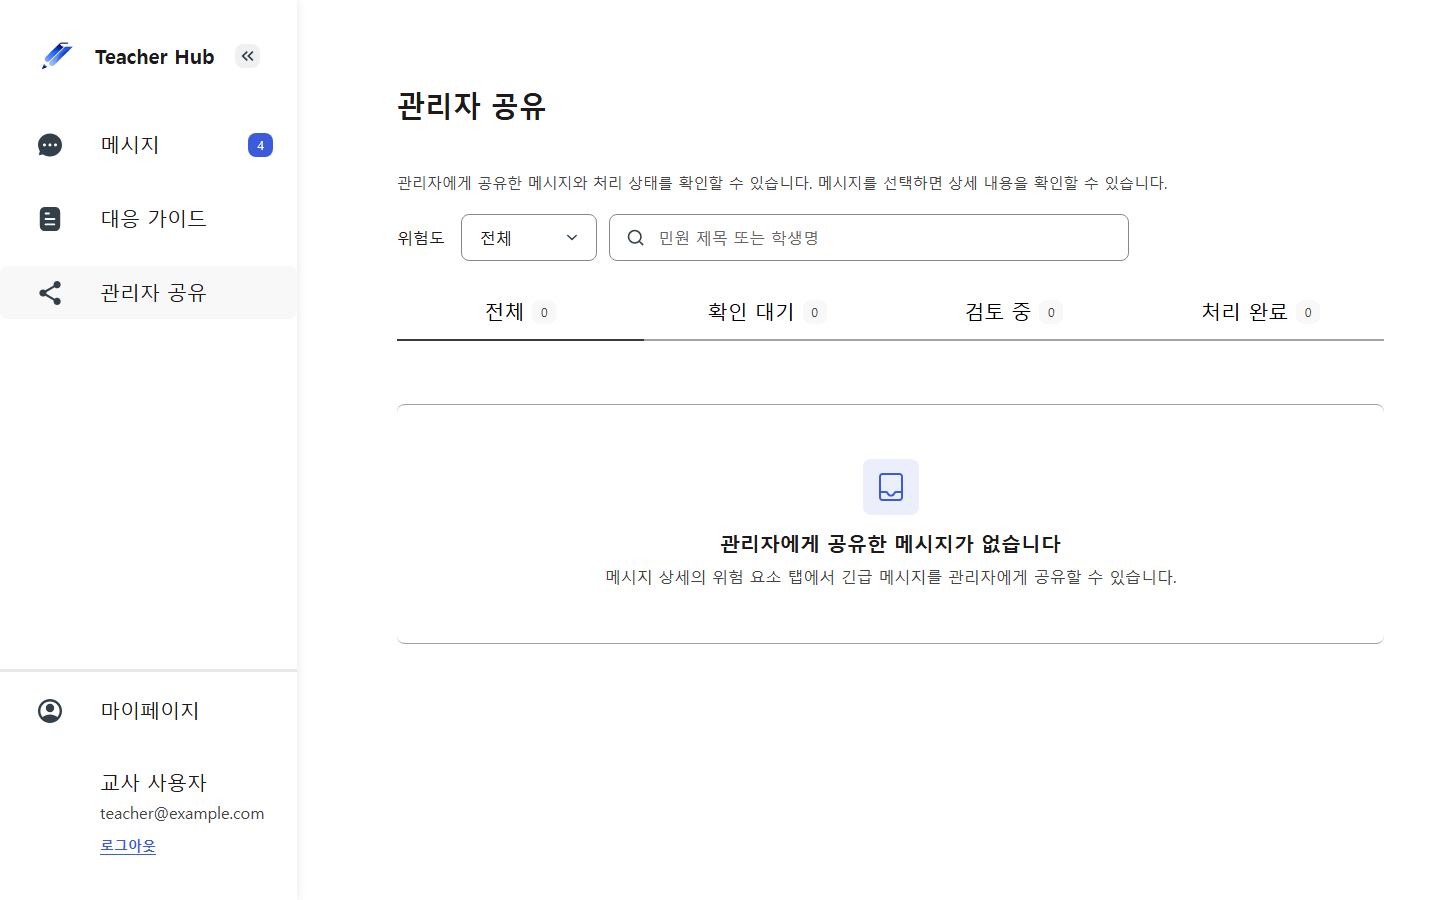 Teacher Hub
메시지 4
대응 가이드
관리자 공유
마이페이지
교사 사용자
teacher@example.com
로그아웃
관리자 공유
관리자에게 공유한 메시지와 처리 상태를 확인할 수 있습니다. 메시지를 선택하면 상세 내용을 확인할 수 있습니다.
위험도 전체 민원 제목 또는 학생명
전체 0 확인 대기 0 검토 중 0 처리 완료 0
관리자에게 공유한 메시지가 없습니다
메시지 상세의 위험 요소 탭에서 긴급 메시지를 관리자에게 공유할 수 있습니다.